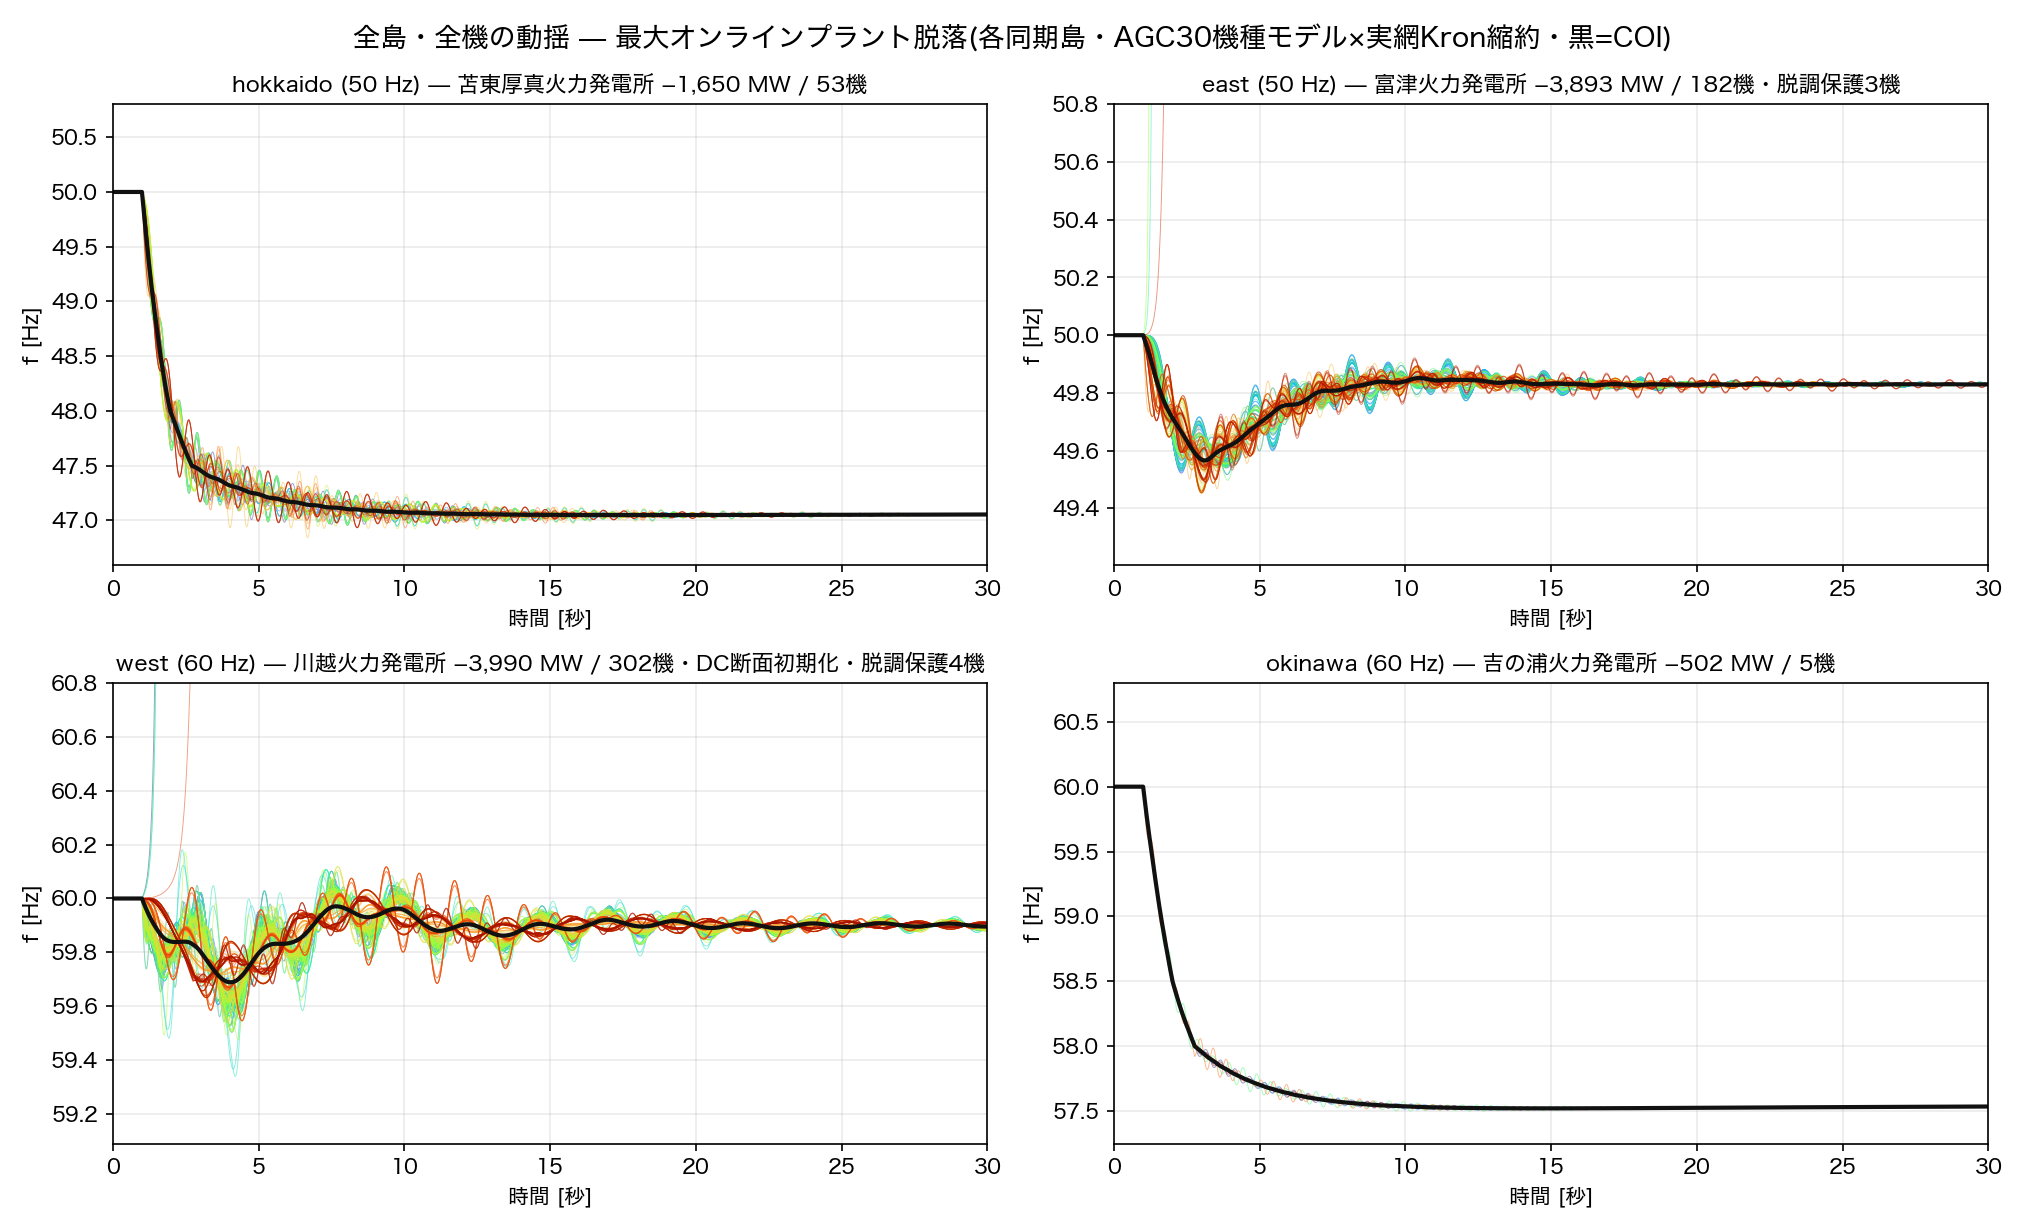 全島・全機の動揺 — 最大オンラインプラント脱落(各同期島・AGC30機種モデル×実網Kron縮約・黒=COI)
hokkaido (50 Hz) — 苫東厚真火力発電所 −1,650 MW / 53機
50.5
50.0
49.5
49.0
48.5
48.0
47.5
47.0
f [Hz]
0 5 10 15 20 25 30
時間 [秒]
east (50 Hz) — 富津火力発電所 −3,893 MW / 182機・脱調保護3機
50.8
50.6
50.4
50.2
50.0
49.8
49.6
49.4
f [Hz]
0 5 10 15 20 25 30
時間 [秒]
west (60 Hz) — 川越火力発電所 −3,990 MW / 302機・DC断面初期化・脱調保護4機
60.8
60.6
60.4
60.2
60.0
59.8
59.6
59.4
59.2
f [Hz]
0 5 10 15 20 25 30
時間 [秒]
okinawa (60 Hz) — 吉の浦火力発電所 −502 MW / 5機
60.5
60.0
59.5
59.0
58.5
58.0
57.5
f [Hz]
0 5 10 15 20 25 30
時間 [秒]